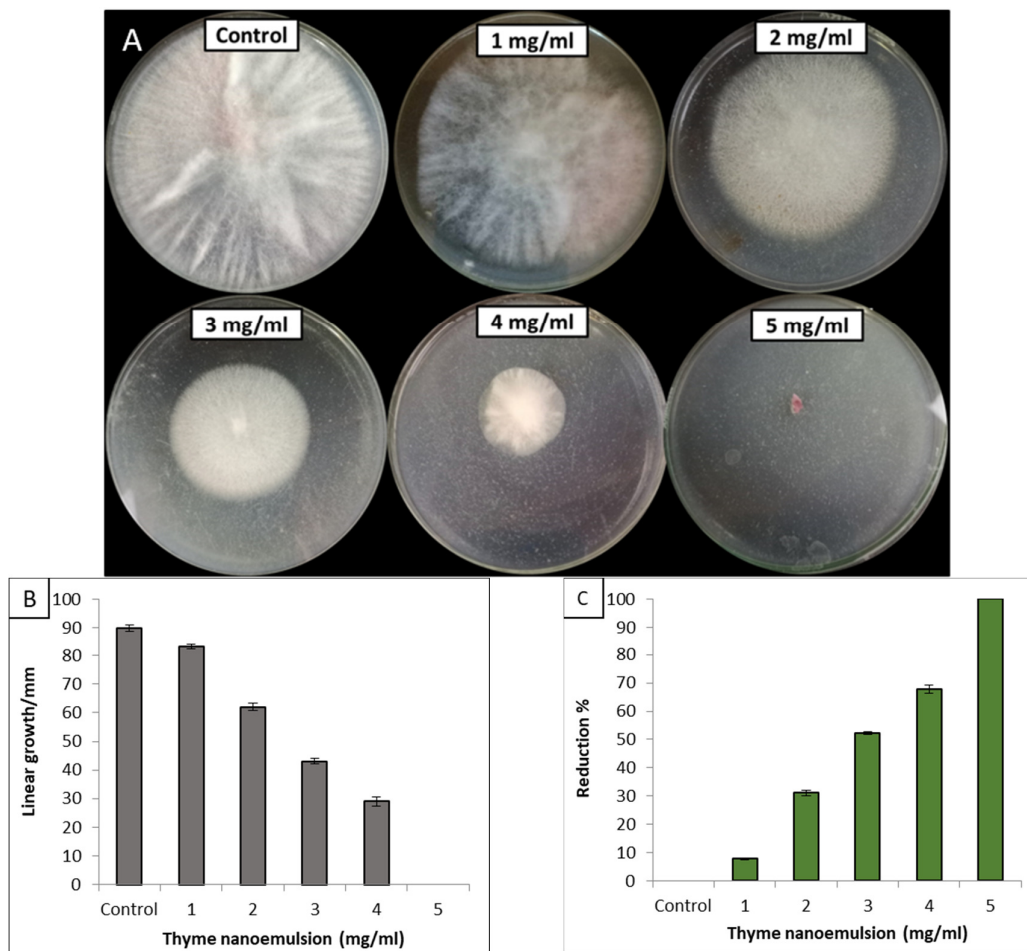 A
Control
1 mg/ml
2 mg/ml
3 mg/ml
4 mg/ml
5 mg/ml
B
Linear growth/mm
100
90
80
70
60
50
40
30
20
10
0
Control 1 2 3 4 5
Thyme nanoemulsion (mg/ml)
C
Reduction %
100
90
80
70
60
50
40
30
20
10
0
Control 1 2 3 4 5
Thyme nanoemulsion (mg/ml)